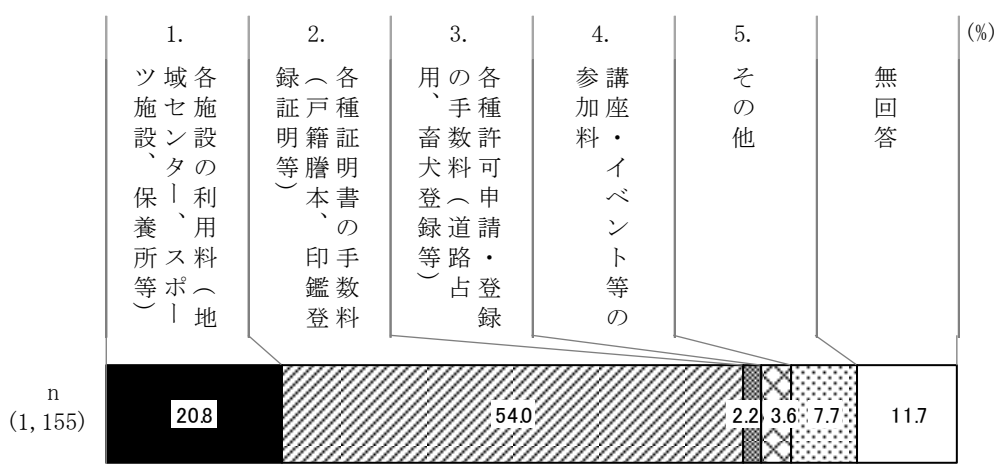 (%)
1.
各施設の利用料（地
域センター、スポー
ツ施設、保養所等）
2.
各種証明書の手数料
（戸籍謄本、印鑑登
録証明等）
3.
各種許可申請・登録
の手数料（道路占
用、畜犬登録等）
4.
講座・イベント等の
参加料
5.
その他
無回答
n
(1,155)
20.8
54.0
2.2
3.6
7.7
11.7